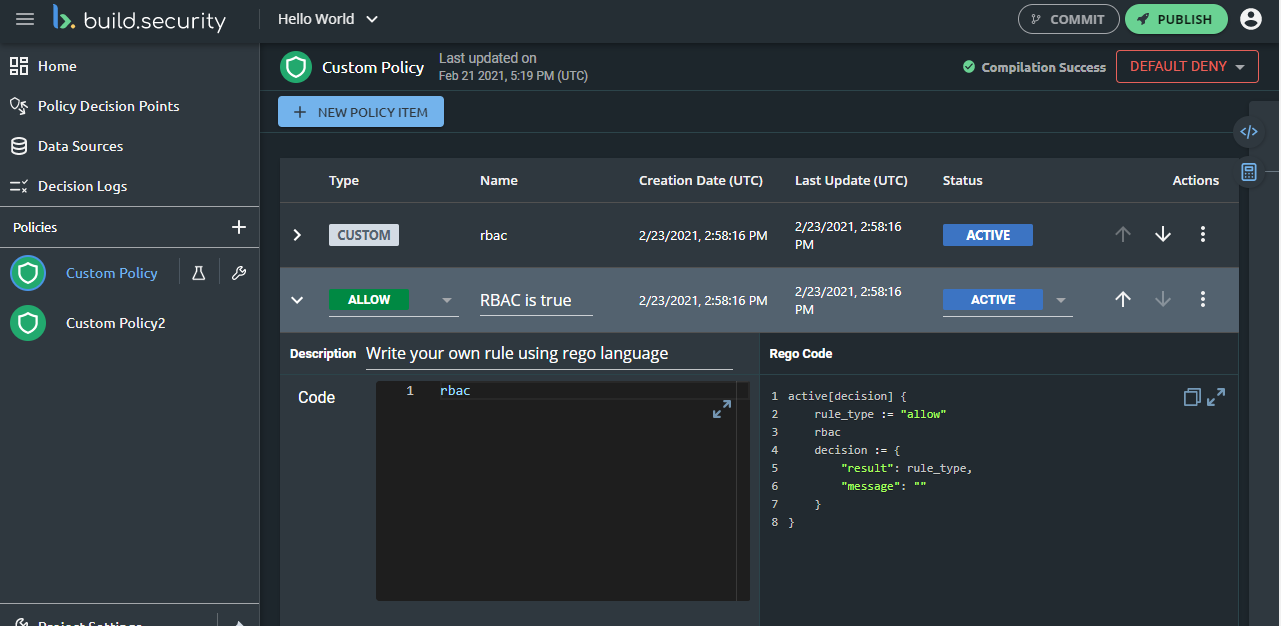 build.security
Hello World
COMMIT
PUBLISH
Home
Policy Decision Points
Data Sources
Decision Logs
Policies
Custom Policy
Custom Policy2
Project Settings
Custom Policy
Last updated on
Feb 21 2021, 5:19 PM (UTC)
Compilation Success
DEFAULT DENY
+ NEW POLICY ITEM
Type Name Creation Date (UTC) Last Update (UTC) Status Actions
CUSTOM rbac 2/23/2021, 2:58:16 PM 2/23/2021, 2:58:16
PM
ACTIVE
ALLOW RBAC is true 2/23/2021, 2:58:16 PM 2/23/2021, 2:58:16
PM
ACTIVE
Description Write your own rule using rego language
Code
1 rbac
Rego Code
1 active[decision] {
2 rule_type := "allow"
3 rbac
4 decision := {
5 "result": rule_type,
6 "message": ""
7 }
8 }